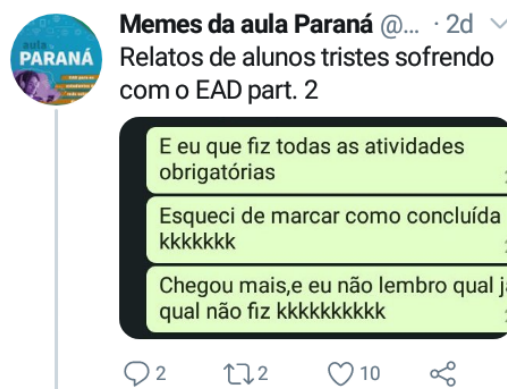 aula
PARANÁ
Memes da aula Paraná @... · 2d
Relatos de alunos tristes sofrendo
com o EAD part. 2
E eu que fiz todas as atividades
obrigatórias
Esqueci de marcar como concluída
kkkkkkk
Chegou mais,e eu não lembro qual
qual não fiz kkkkkkkkkk
2
2
10